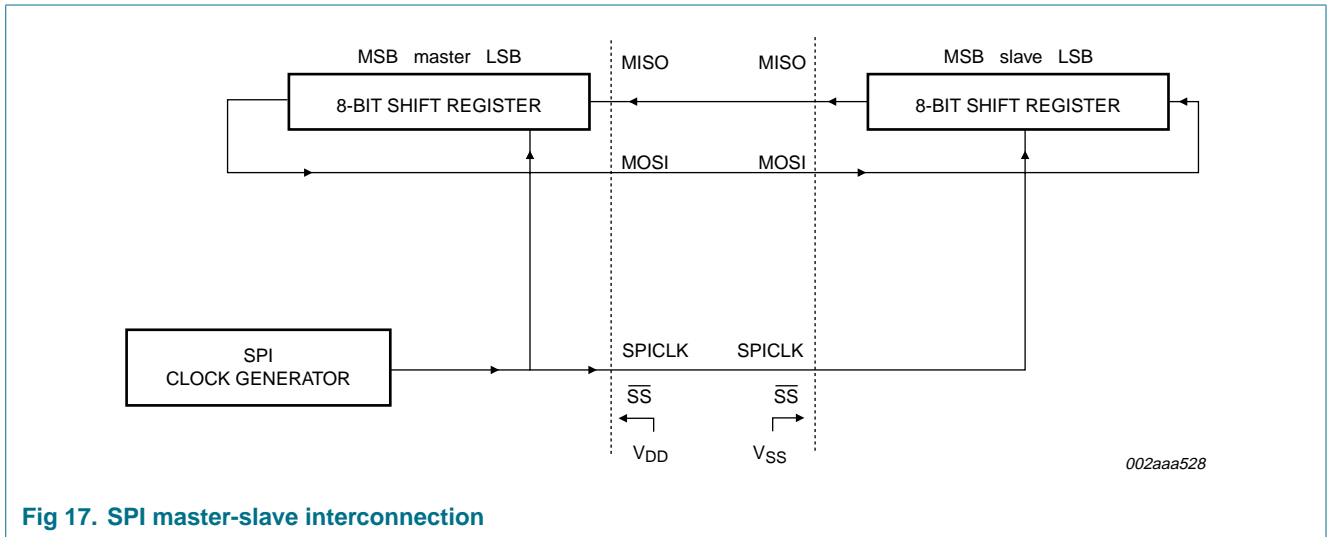 MSB master LSB
8-BIT SHIFT REGISTER
MISO MISO
MSB slave LSB
8-BIT SHIFT REGISTER
MOSI MOSI
SPI
CLOCK GENERATOR
SPICLK SPICLK
SS SS
VDD VSS
002aaa528
Fig 17. SPI master-slave interconnection